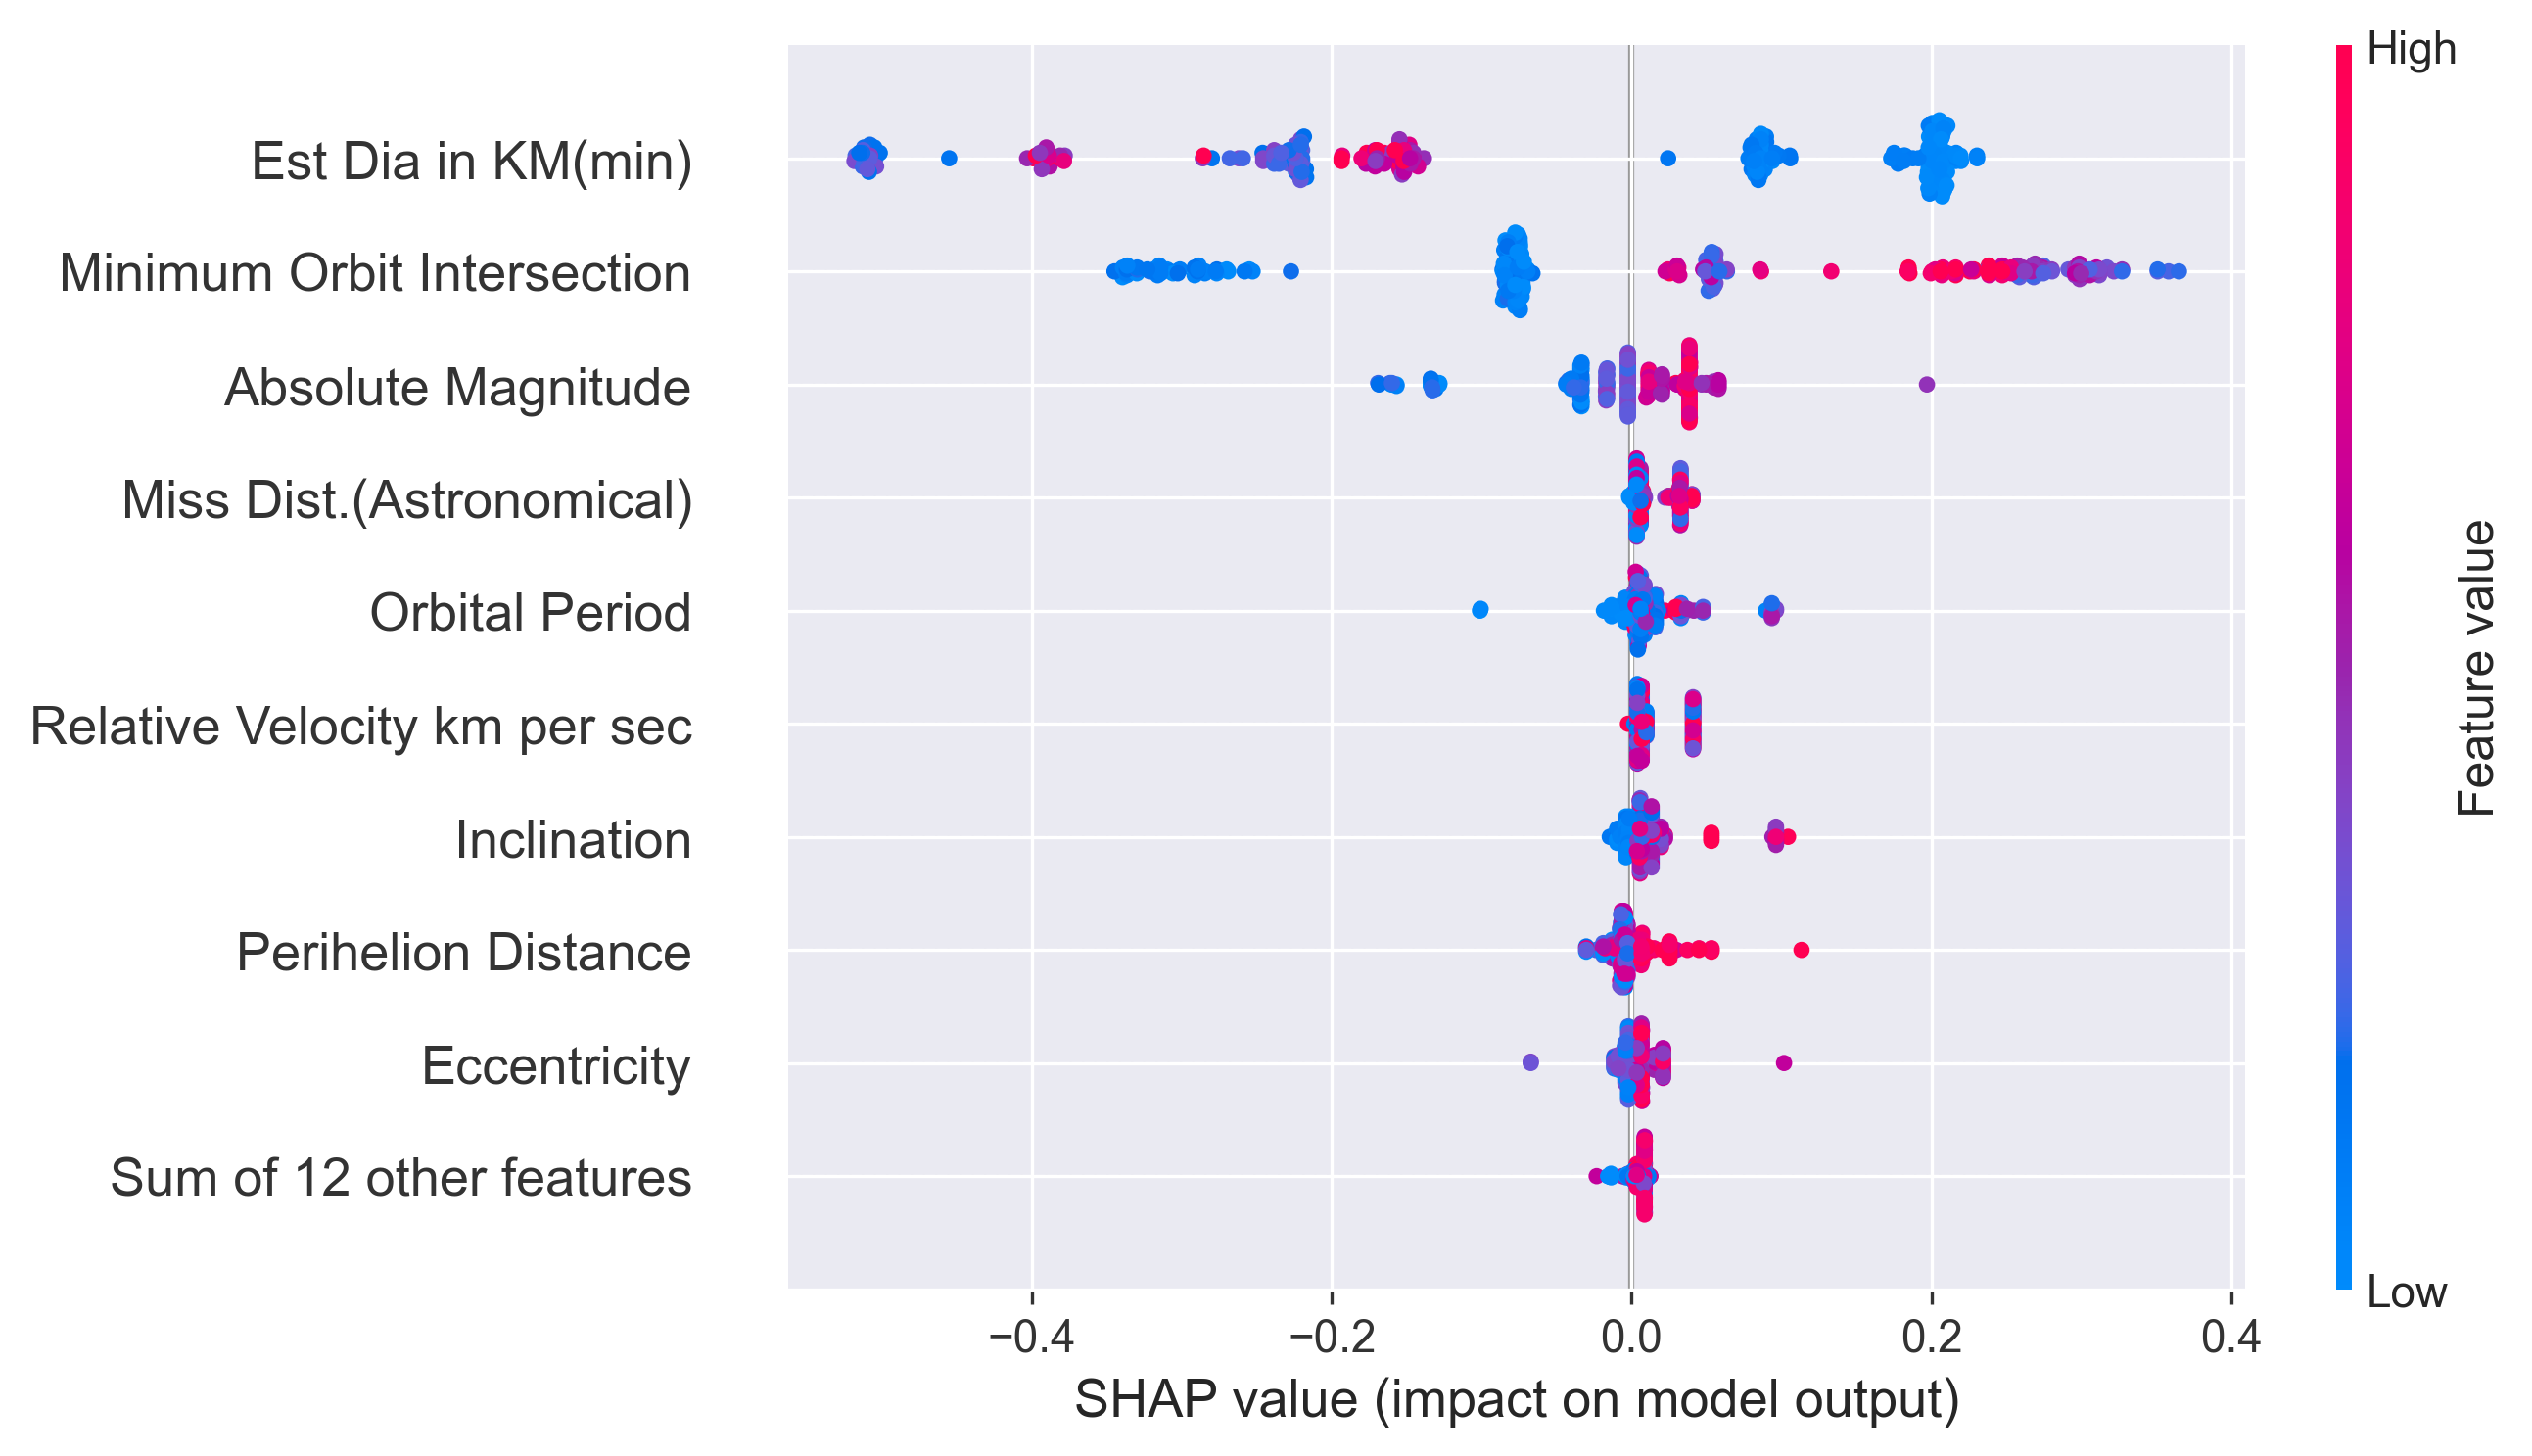 High
Est Dia in KM(min)
Minimum Orbit Intersection
Absolute Magnitude
Miss Dist.(Astronomical)
Orbital Period
Relative Velocity km per sec
Inclination
Perihelion Distance
Eccentricity
Sum of 12 other features
Feature value
Low
−0.4 −0.2 0.0 0.2 0.4
SHAP value (impact on model output)